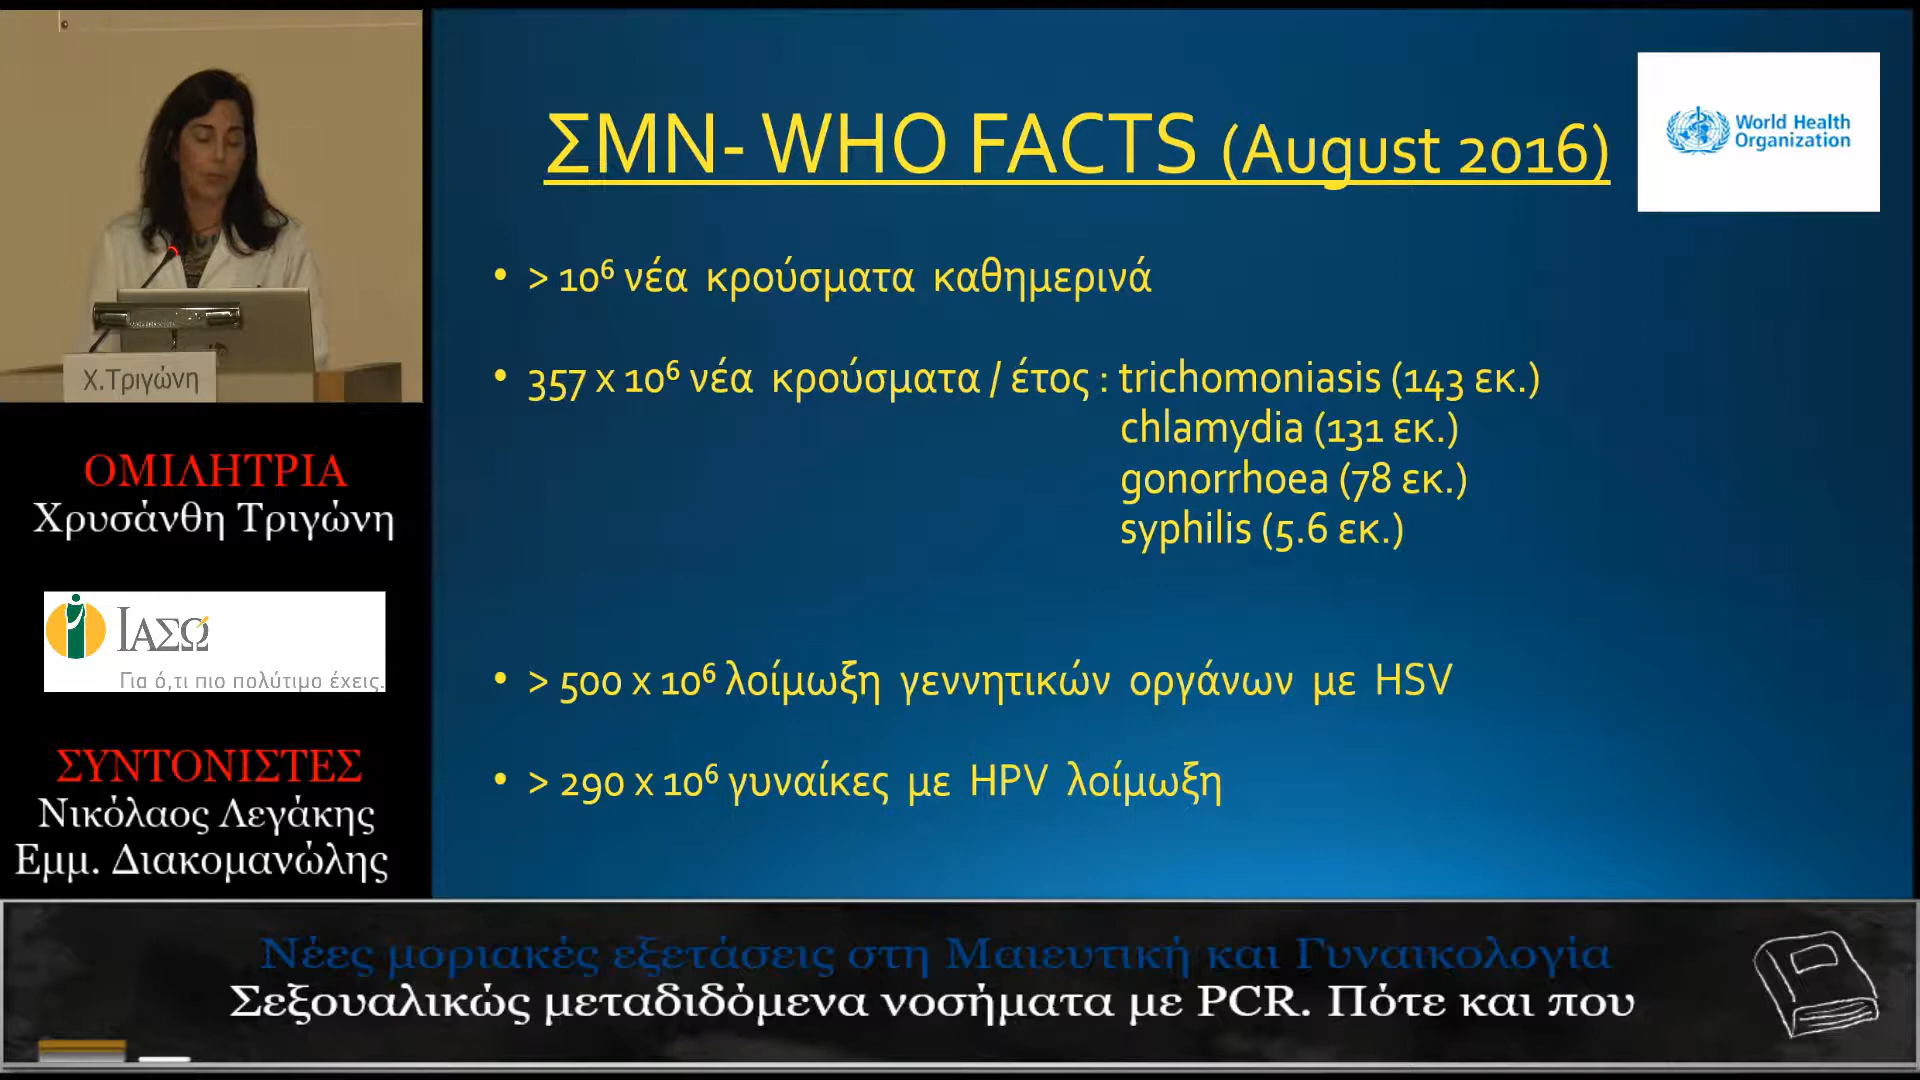 ΣΜΝ- WHO FACTS (August 2016)
World Health
Organization
• > 10⁶ νέα κρούσματα καθημερινά
• 357 x 10⁶ νέα κρούσματα / έτος : trichomoniasis (143 εκ.)
chlamydia (131 εκ.)
gonorrhoea (78 εκ.)
syphilis (5.6 εκ.)
• > 500 x 10⁶ λοίμωξη γεννητικών οργάνων με HSV
• > 290 x 10⁶ γυναίκες με HPV λοίμωξη
Χ.Τριγώνη
ΟΜΙΛΗΤΡΙΑ
Χρυσάνθη Τριγώνη
ΙΑΣΩ
Για ό,τι πιο πολύτιμο έχεις.
ΣΥΝΤΟΝΙΣΤΕΣ
Νικόλαος Λεγάκης
Εμμ. Διακομανώλης
Νέες μοριακές εξετάσεις στη Μαιευτική και Γυναικολογία
Σεξουαλικώς μεταδιδόμενα νοσήματα με PCR. Πότε και που